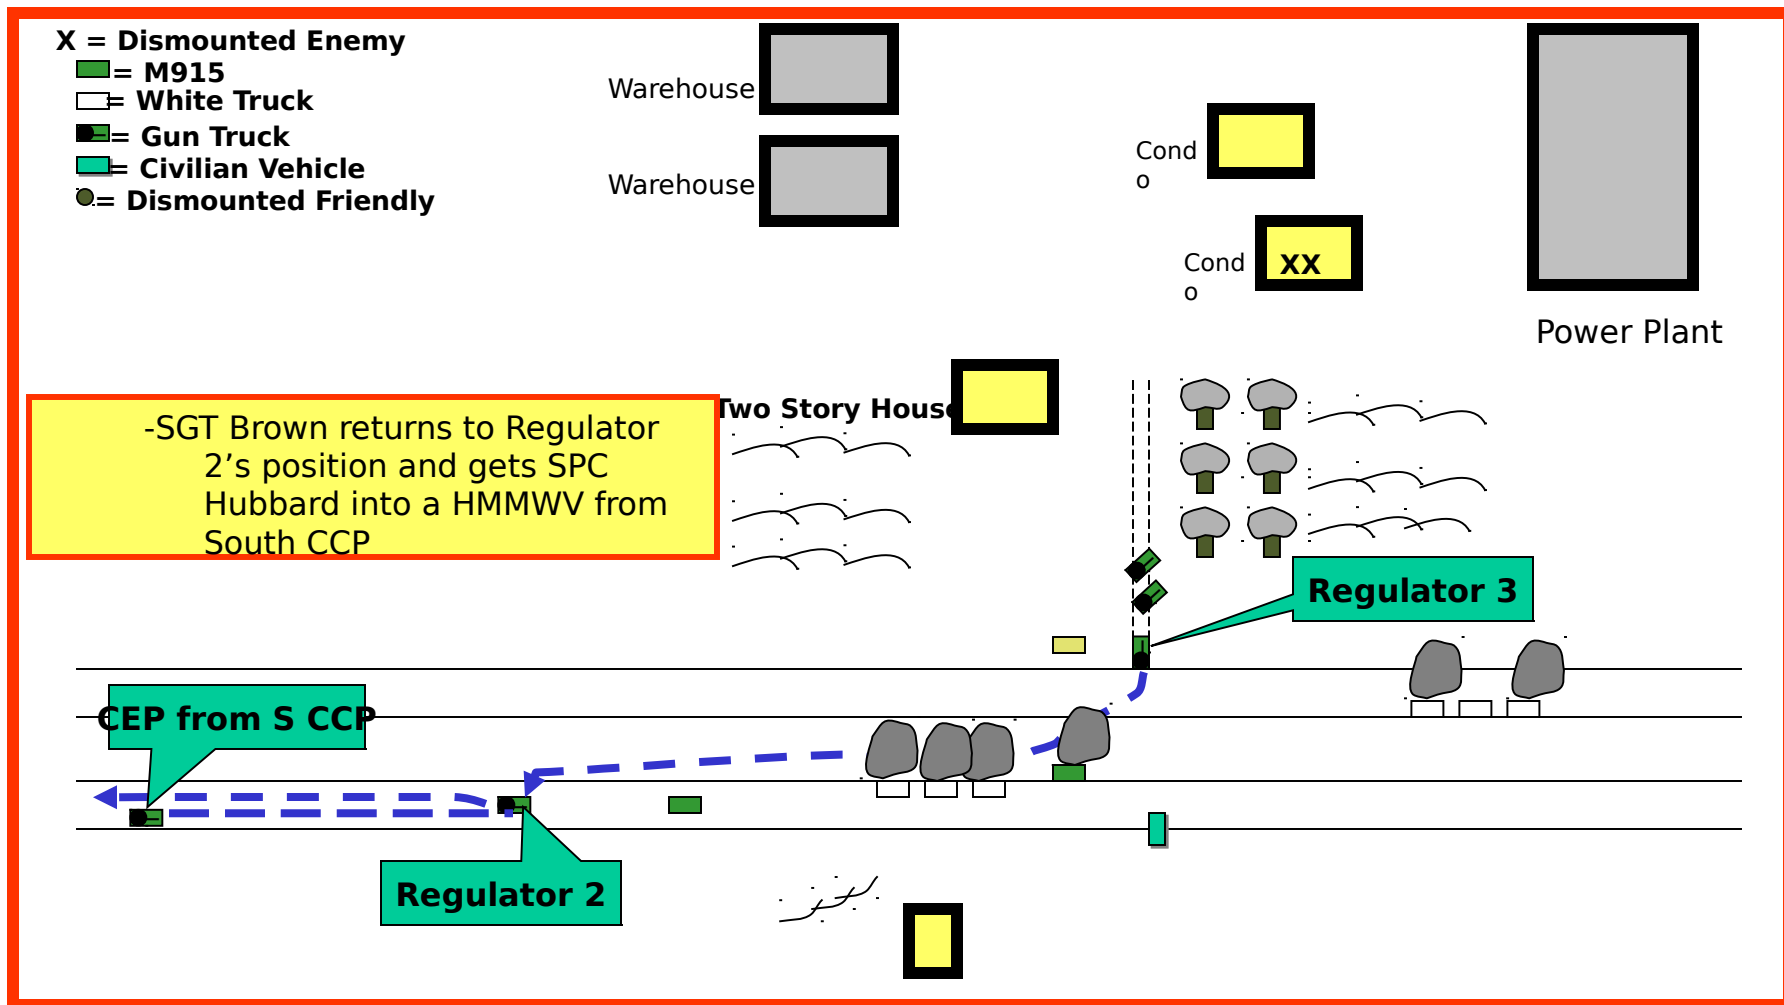 X = Dismounted Enemy
= M915
= White Truck
= Gun Truck
= Civilian Vehicle
= Dismounted Friendly
Warehouse
Warehouse
Cond
o
Cond
o
XX
Power Plant
Two Story House
-SGT Brown returns to Regulator
2’s position and gets SPC
Hubbard into a HMMWV from
South CCP
Regulator 3
CEP from S CCP
Regulator 2